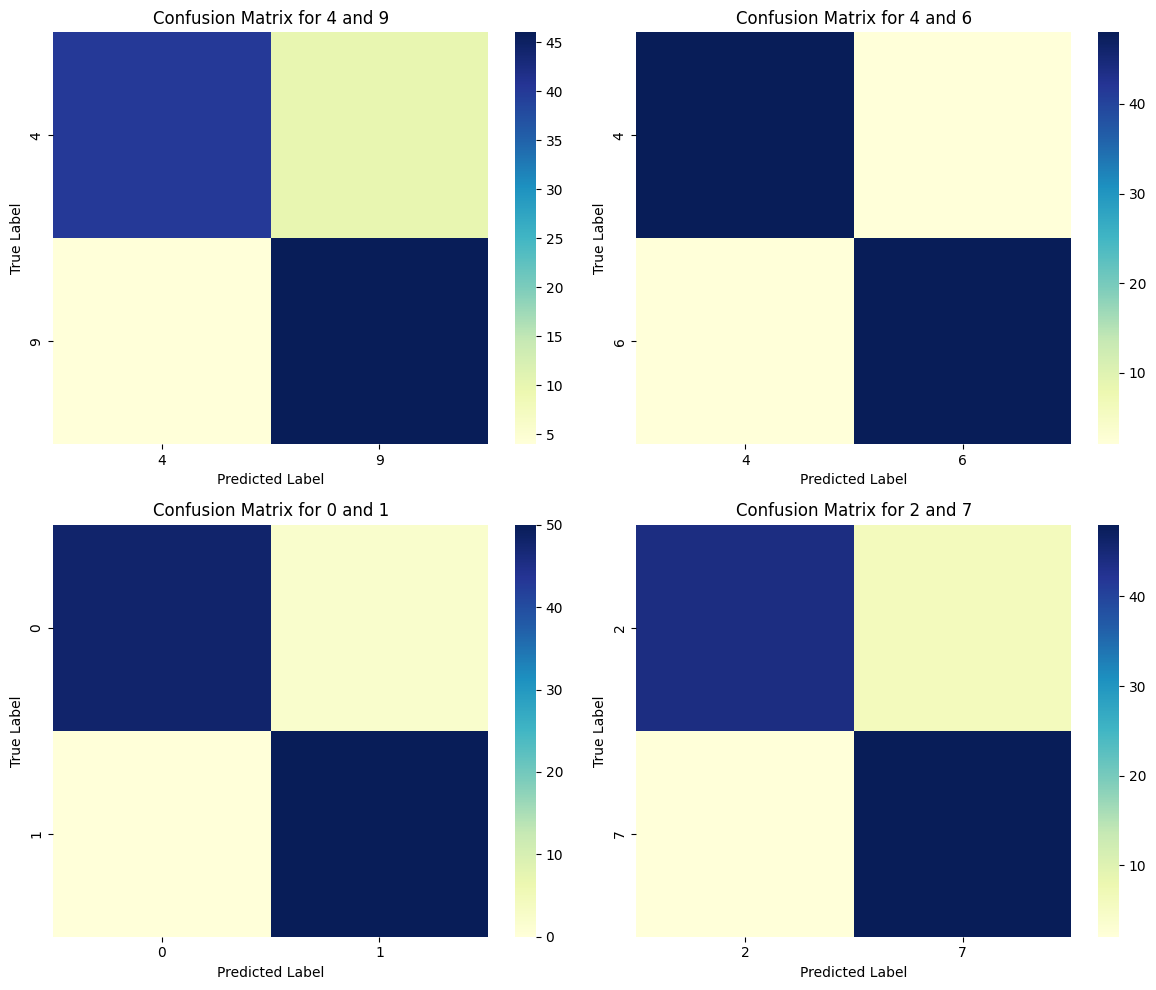 Confusion Matrix for 4 and 9
True Label
4
9
4 9
Predicted Label
45
40
35
30
25
20
15
10
5
Confusion Matrix for 4 and 6
True Label
4
6
4 6
Predicted Label
40
30
20
10
Confusion Matrix for 0 and 1
True Label
0
1
0 1
Predicted Label
50
40
30
20
10
0
Confusion Matrix for 2 and 7
True Label
2
7
2 7
Predicted Label
40
30
20
10